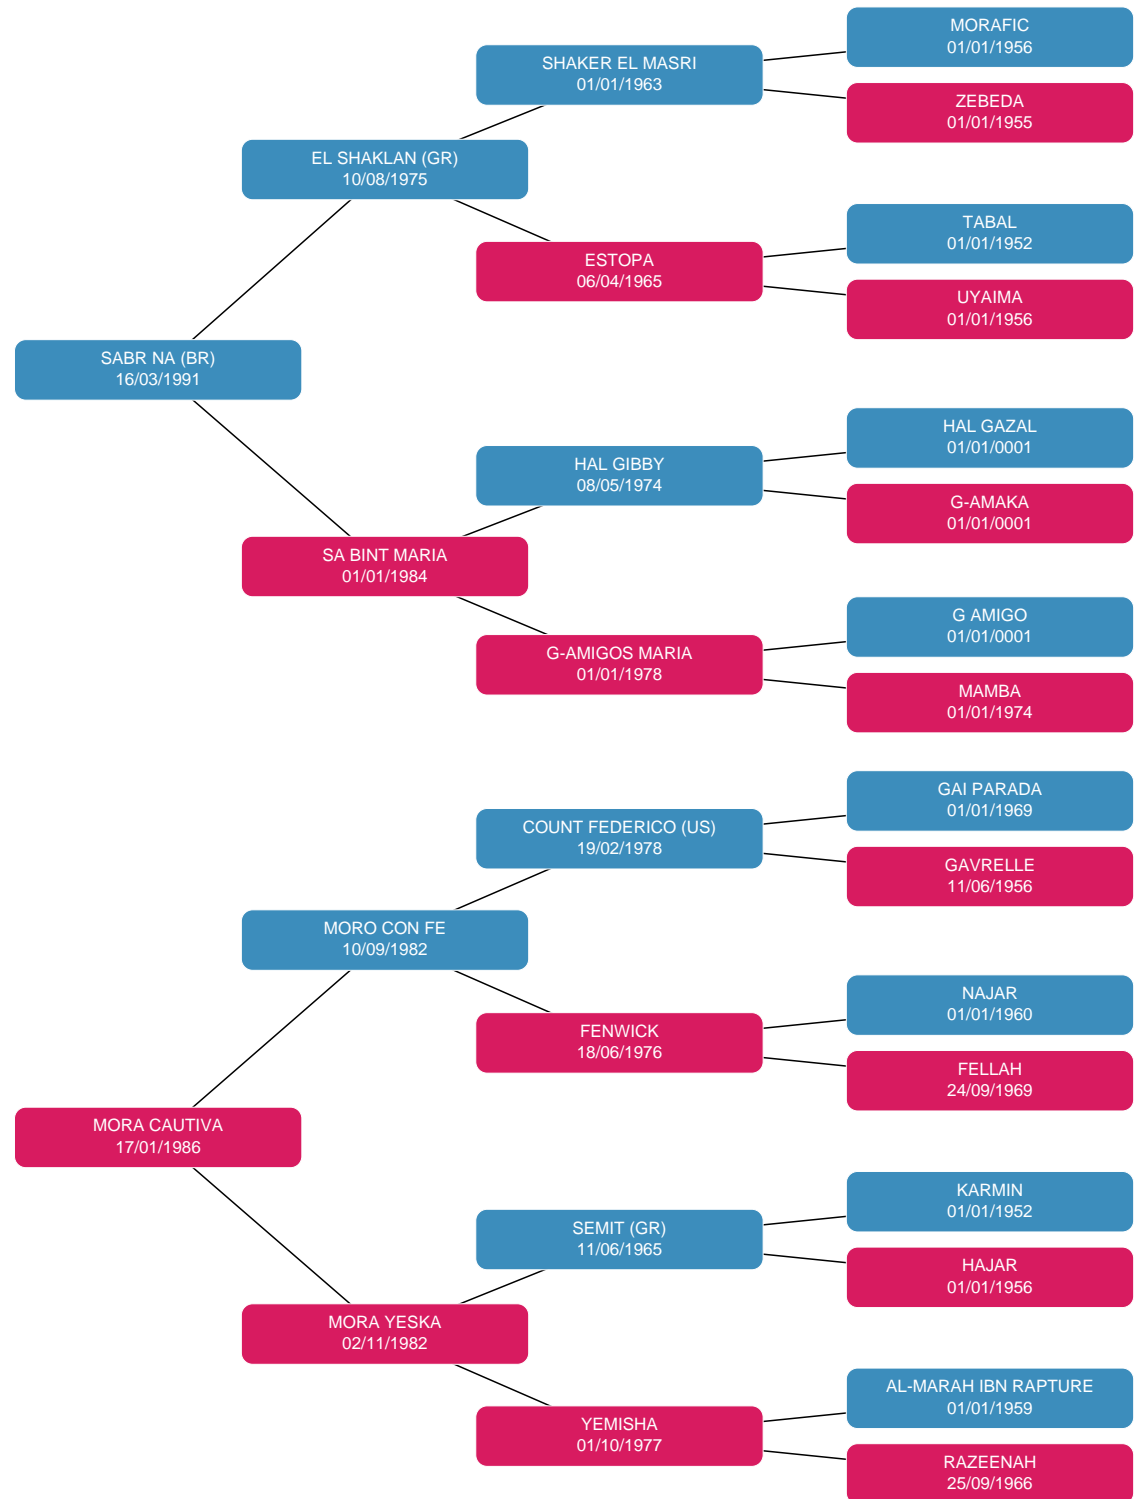 MORAFIC
01/01/1956
SHAKER EL MASRI
01/01/1963
ZEBEDA
01/01/1955
EL SHAKLAN (GR)
10/08/1975
TABAL
01/01/1952
ESTOPA
06/04/1965
UYAIMA
01/01/1956
SABR NA (BR)
16/03/1991
HAL GAZAL
01/01/0001
HAL GIBBY
08/05/1974
G-AMAKA
01/01/0001
SA BINT MARIA
01/01/1984
G AMIGO
01/01/0001
G-AMIGOS MARIA
01/01/1978
MAMBA
01/01/1974
GAI PARADA
01/01/1969
COUNT FEDERICO (US)
19/02/1978
GAVRELLE
11/06/1956
MORO CON FE
10/09/1982
NAJAR
01/01/1960
FENWICK
18/06/1976
FELLAH
24/09/1969
MORA CAUTIVA
17/01/1986
KARMIN
01/01/1952
SEMIT (GR)
11/06/1965
HAJAR
01/01/1956
MORA YESKA
02/11/1982
AL-MARAH IBN RAPTURE
01/01/1959
YEMISHA
01/10/1977
RAZEENAH
25/09/1966